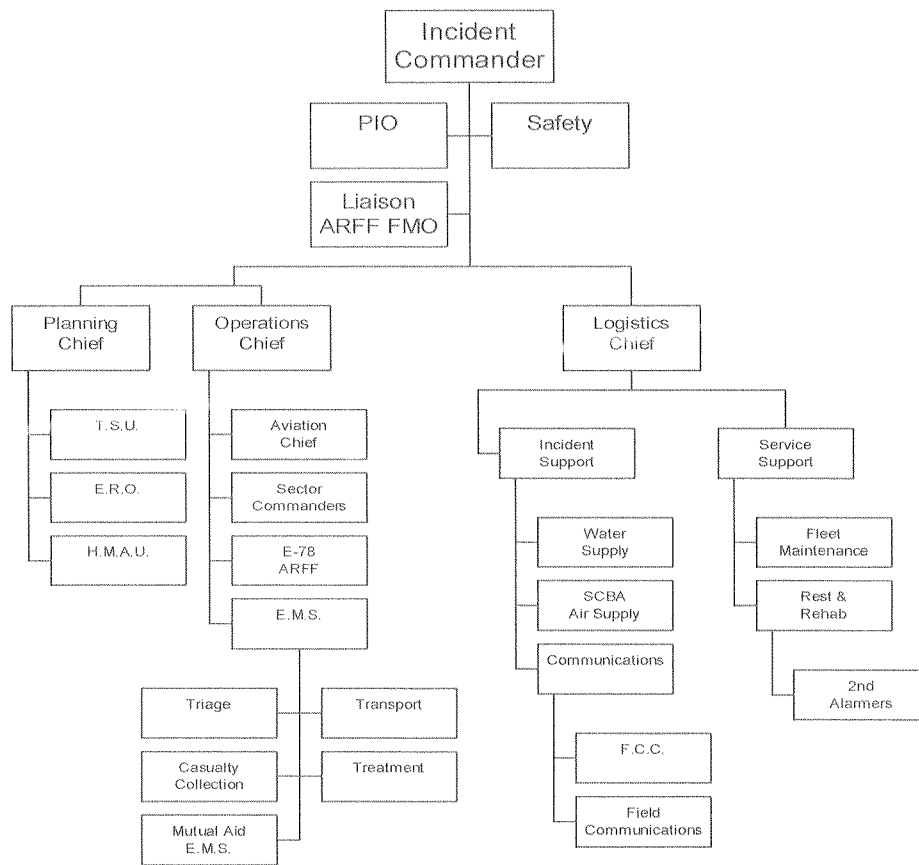 Incident
Commander
PIO
Safety
Liaison
ARFF FMO
Planning
Chief
Operations
Chief
Logistics
Chief
T.S.U.
E.R.O.
H.M.A.U.
Aviation
Chief
Sector
Commanders
E-78
ARFF
E.M.S.
Triage
Transport
Casualty
Collection
Treatment
Mutual Aid
E.M.S.
Incident
Support
Service
Support
Water
Supply
SCBA
Air Supply
Communications
F.C.C.
Field
Communications
Fleet
Maintenance
Rest &
Rehab
2nd
Alarmers